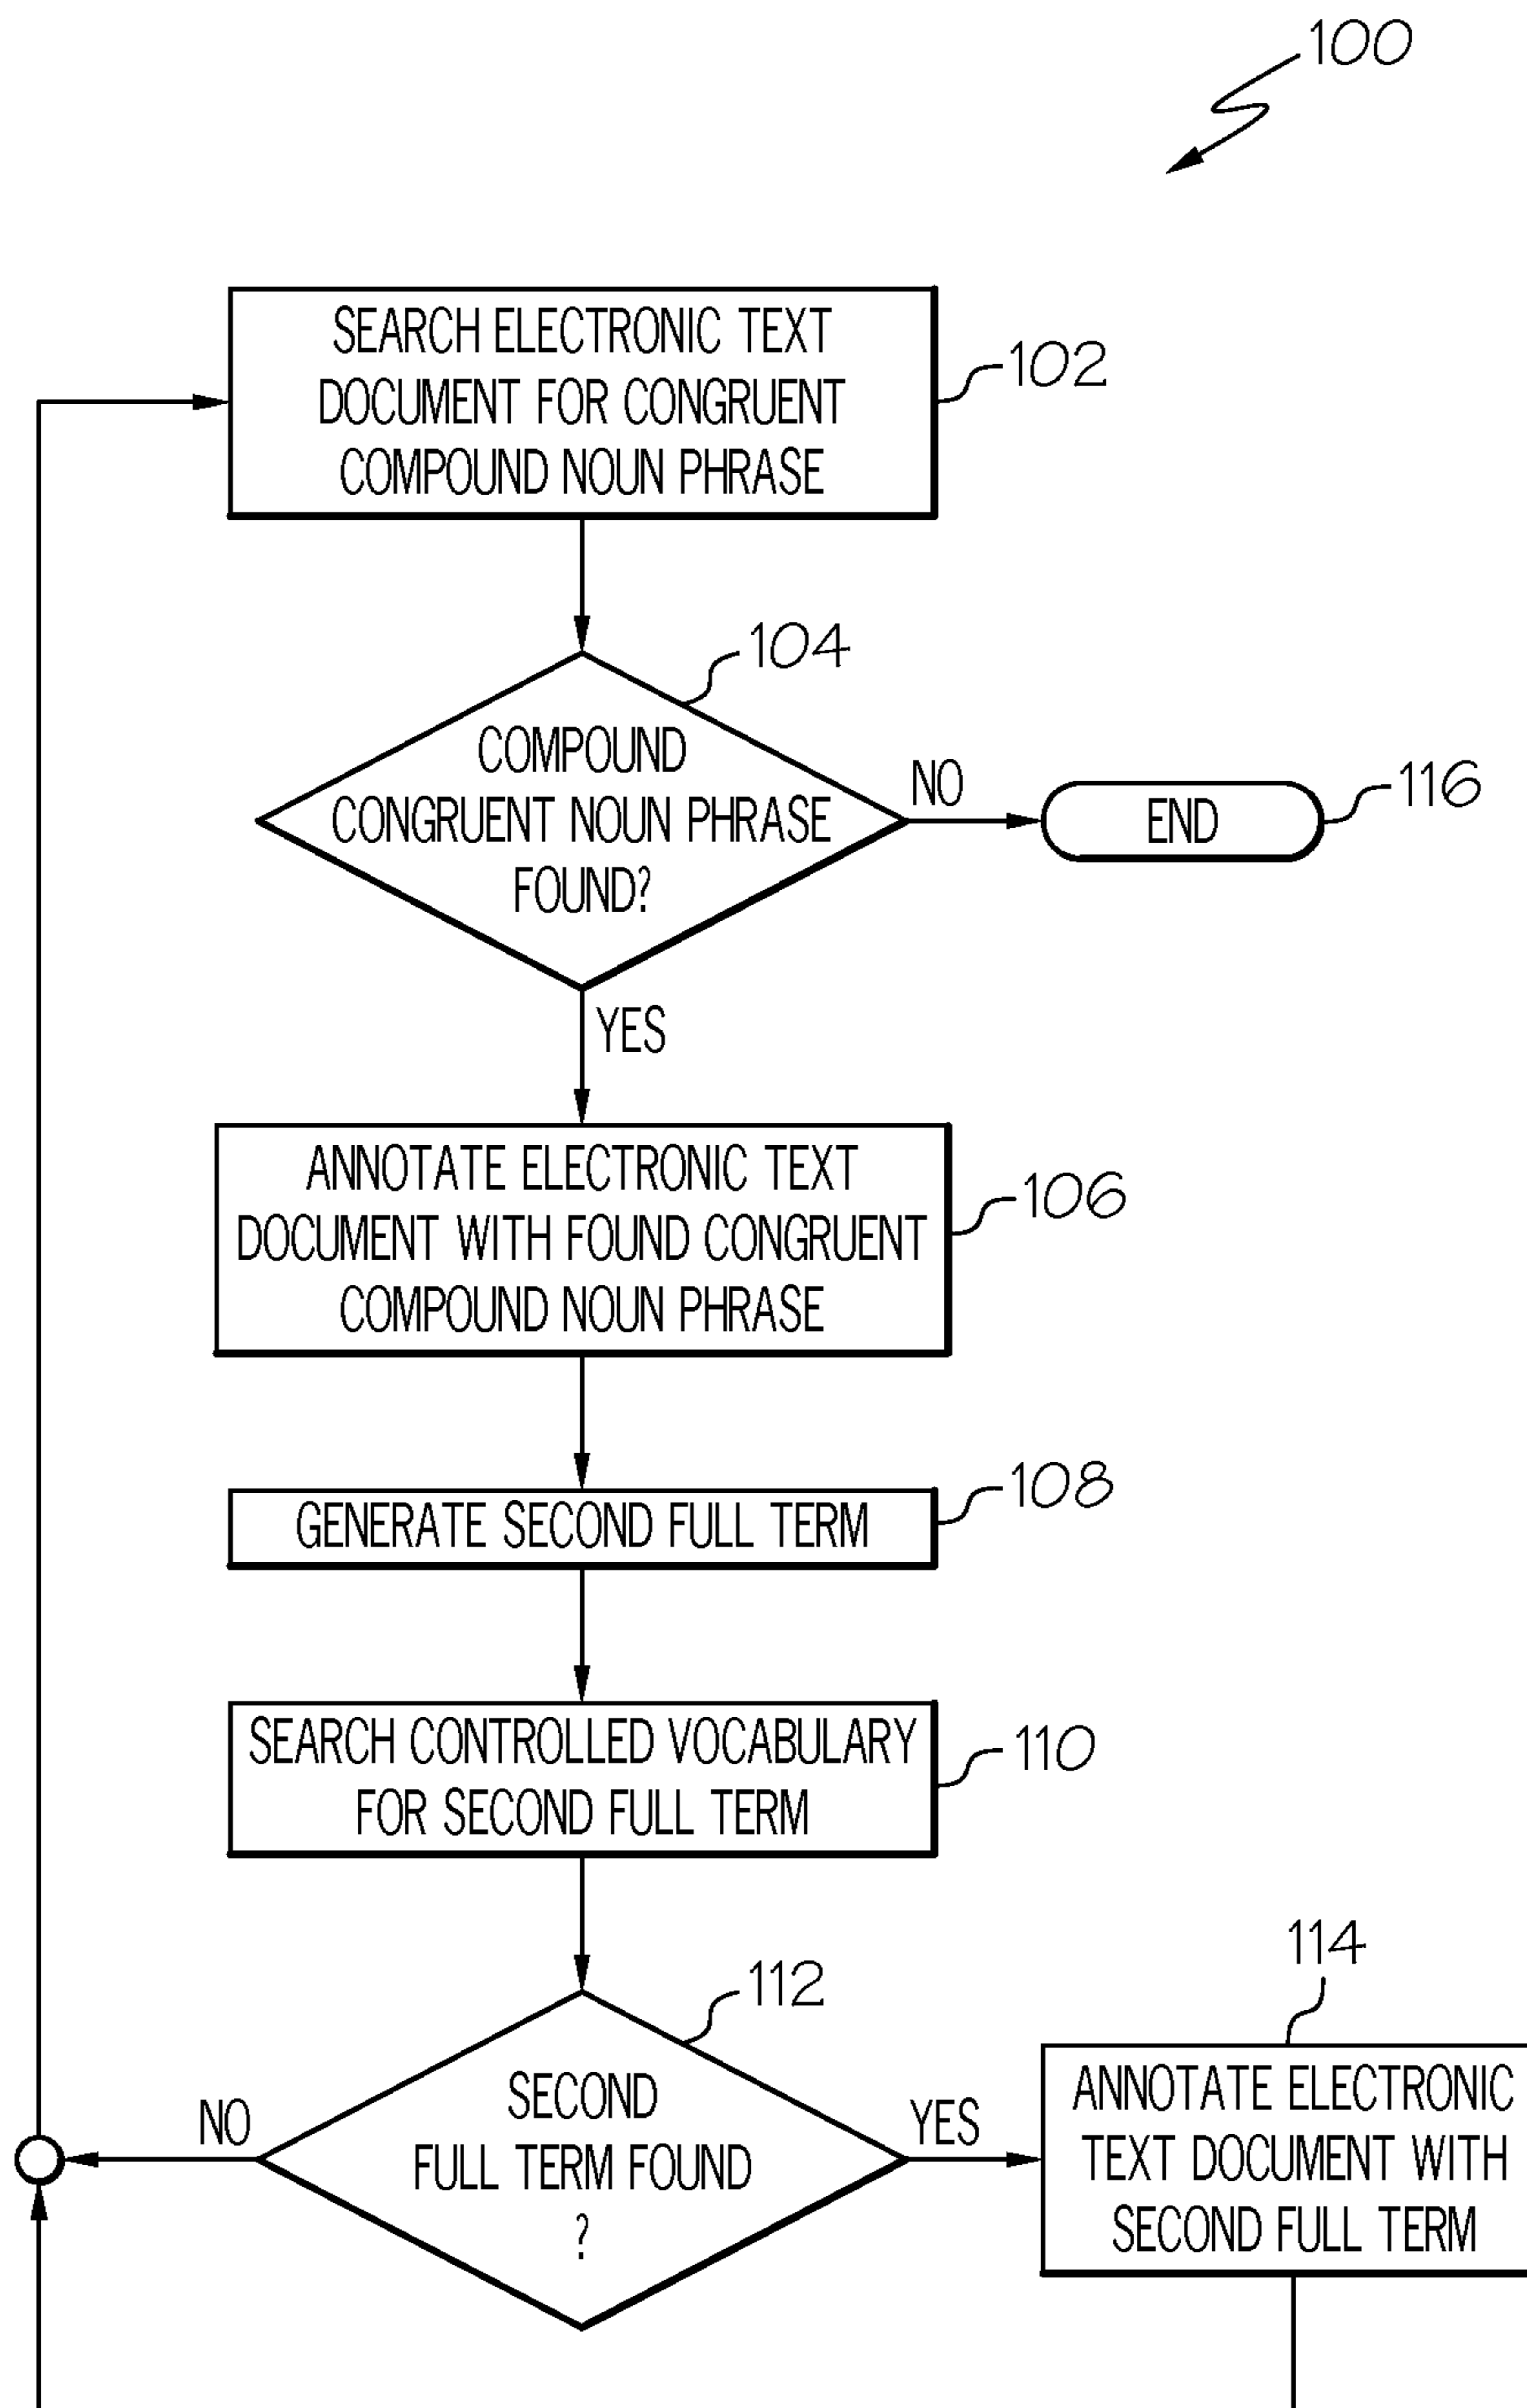 100
SEARCH ELECTRONIC TEXT
DOCUMENT FOR CONGRUENT
COMPOUND NOUN PHRASE
102
104
COMPOUND
CONGRUENT NOUN PHRASE
FOUND?
NO
END
116
YES
ANNOTATE ELECTRONIC TEXT
DOCUMENT WITH FOUND CONGRUENT
COMPOUND NOUN PHRASE
106
GENERATE SECOND FULL TERM
108
SEARCH CONTROLLED VOCABULARY
FOR SECOND FULL TERM
110
112
SECOND
FULL TERM FOUND
?
NO
YES
114
ANNOTATE ELECTRONIC
TEXT DOCUMENT WITH
SECOND FULL TERM